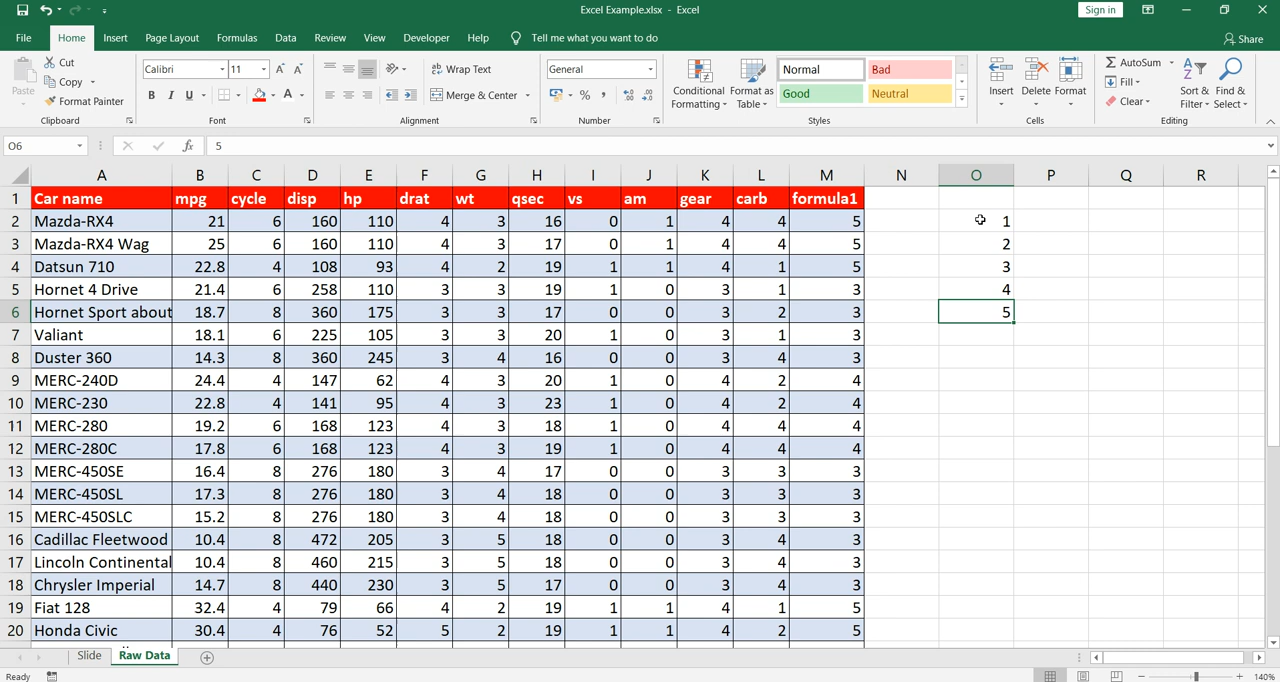 Excel Example.xlsx - Excel
Sign in
File Home Insert Page Layout Formulas Data Review View Developer Help Tell me what you want to do
Share
Paste
Cut
Copy
Format Painter
Clipboard
Calibri 11
B I U
Font
Wrap Text
Merge & Center
Alignment
General
%
Number
Conditional Formatting
Format as Table
Normal Bad
Good Neutral
Styles
Insert Delete Format
Cells
AutoSum
Fill
Clear
Sort & Filter
Find & Select
Editing
O6 fx 5
A B C D E F G H I J K L M N O P Q R
1 Car name mpg cycle disp hp drat wt qsec vs am gear carb formula1
2 Mazda-RX4 21 6 160 110 4 3 16 0 1 4 4 5 1
3 Mazda-RX4 Wag 25 6 160 110 4 3 17 0 1 4 4 5 2
4 Datsun 710 22.8 4 108 93 4 2 19 1 1 4 1 5 3
5 Hornet 4 Drive 21.4 6 258 110 3 3 19 1 0 3 1 3 4
6 Hornet Sport about 18.7 8 360 175 3 3 17 0 0 3 2 3 5
7 Valiant 18.1 6 225 105 3 3 20 1 0 3 1 3
8 Duster 360 14.3 8 360 245 3 4 16 0 0 3 4 3
9 MERC-240D 24.4 4 147 62 4 3 20 1 0 4 2 4
10 MERC-230 22.8 4 141 95 4 3 23 1 0 4 2 4
11 MERC-280 19.2 6 168 123 4 3 18 1 0 4 4 4
12 MERC-280C 17.8 6 168 123 4 3 19 1 0 4 4 4
13 MERC-450SE 16.4 8 276 180 3 4 17 0 0 3 3 3
14 MERC-450SL 17.3 8 276 180 3 4 18 0 0 3 3 3
15 MERC-450SLC 15.2 8 276 180 3 4 18 0 0 3 3 3
16 Cadillac Fleetwood 10.4 8 472 205 3 5 18 0 0 3 4 3
17 Lincoln Continental 10.4 8 460 215 3 5 18 0 0 3 4 3
18 Chrysler Imperial 14.7 8 440 230 3 5 17 0 0 3 4 3
19 Fiat 128 32.4 4 79 66 4 2 19 1 1 4 1 5
20 Honda Civic 30.4 4 76 52 5 2 19 1 1 4 2 5
Slide Raw Data
Ready
140%